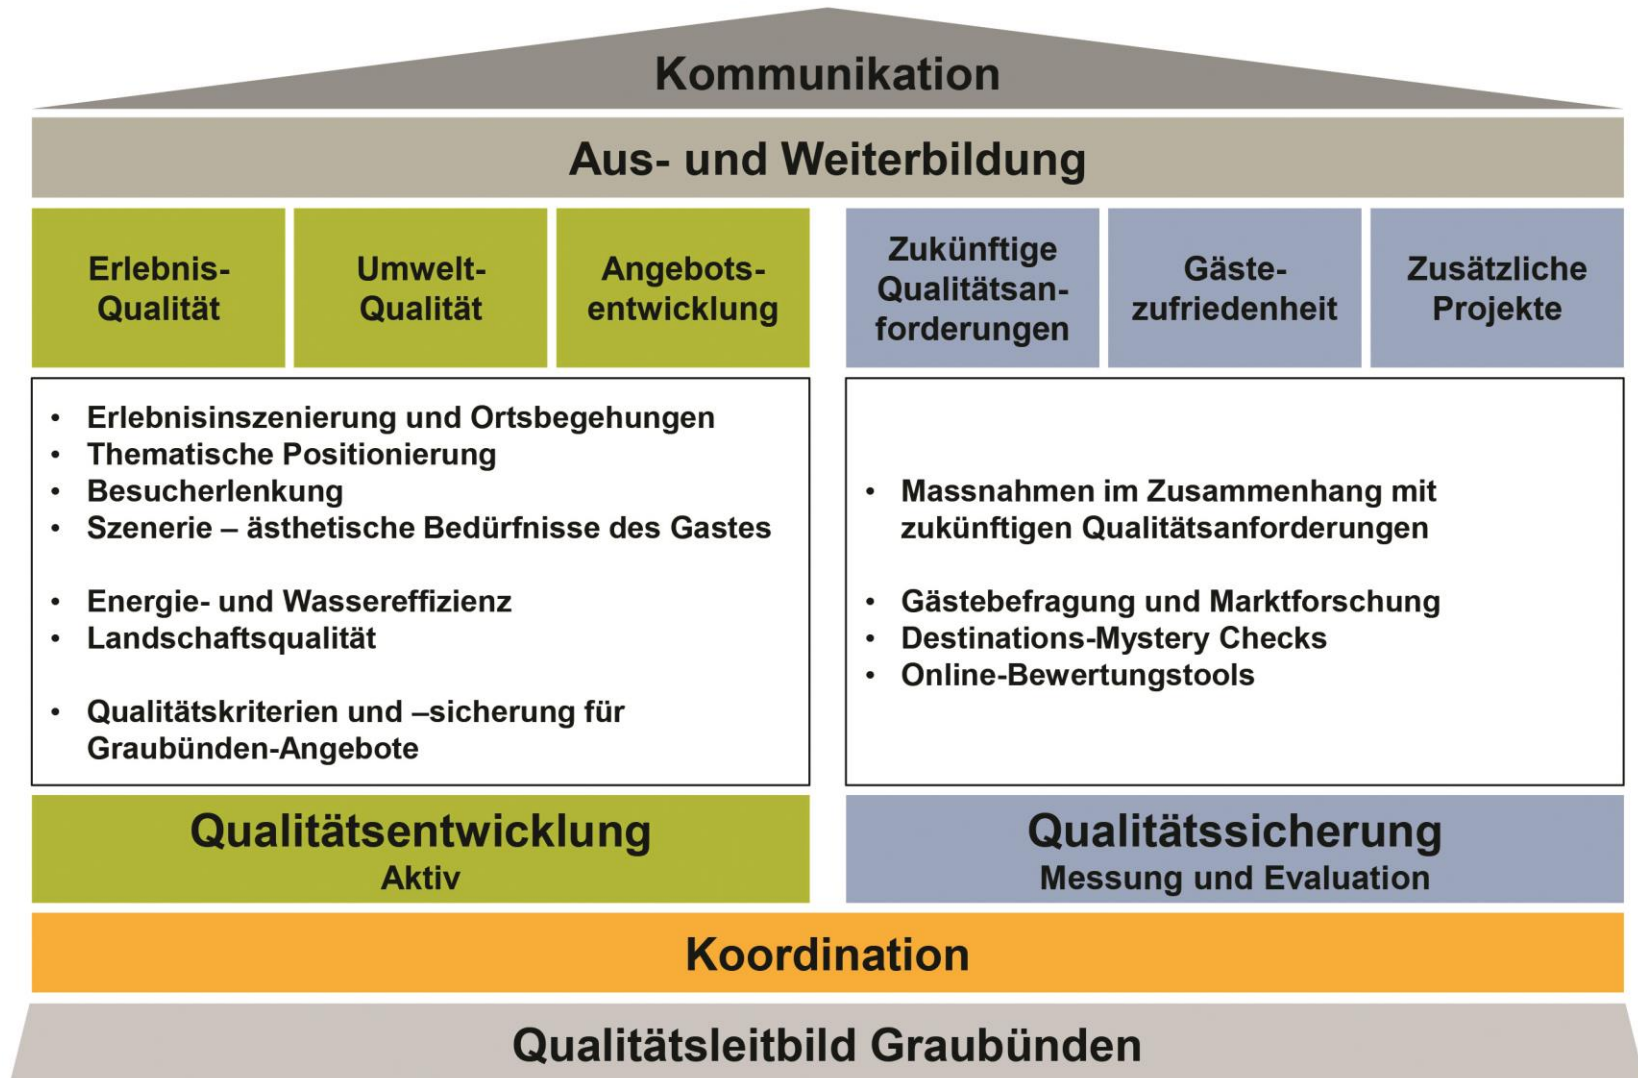 Kommunikation
Aus- und Weiterbildung
Erlebnis-
Qualität
Umwelt-
Qualität
Angebots-
entwicklung
Zukünftige
Qualitätsan-
forderungen
Gäste-
zufriedenheit
Zusätzliche
Projekte
• Erlebnisinszenierung und Ortsbegehungen
• Thematische Positionierung
• Besucherlenkung
• Szenerie – ästhetische Bedürfnisse des Gastes
• Energie- und Wassereffizienz
• Landschaftsqualität
• Qualitätskriterien und –sicherung für
Graubünden-Angebote
• Massnahmen im Zusammenhang mit
zukünftigen Qualitätsanforderungen
• Gästebefragung und Marktforschung
• Destinations-Mystery Checks
• Online-Bewertungstools
Qualitätsentwicklung
Aktiv
Qualitätssicherung
Messung und Evaluation
Koordination
Qualitätsleitbild Graubünden